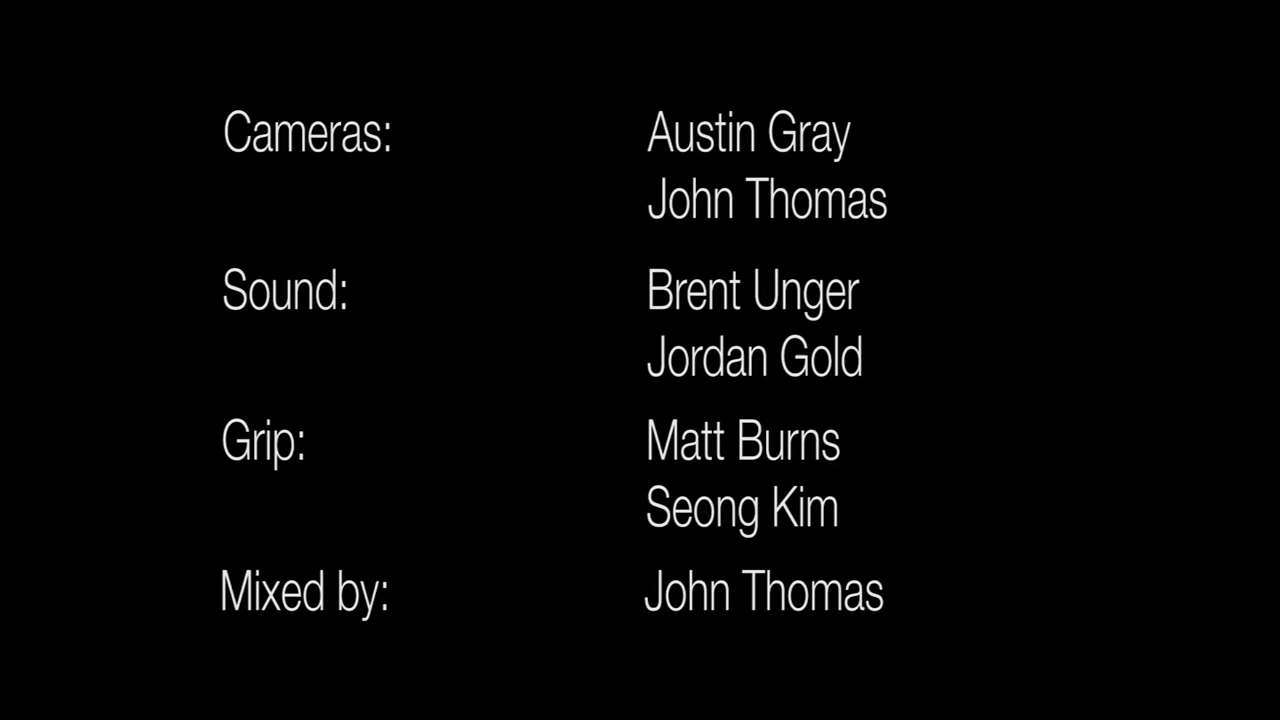 Cameras: Austin Gray
John Thomas
Sound: Brent Unger
Jordan Gold
Grip: Matt Burns
Seong Kim
Mixed by: John Thomas